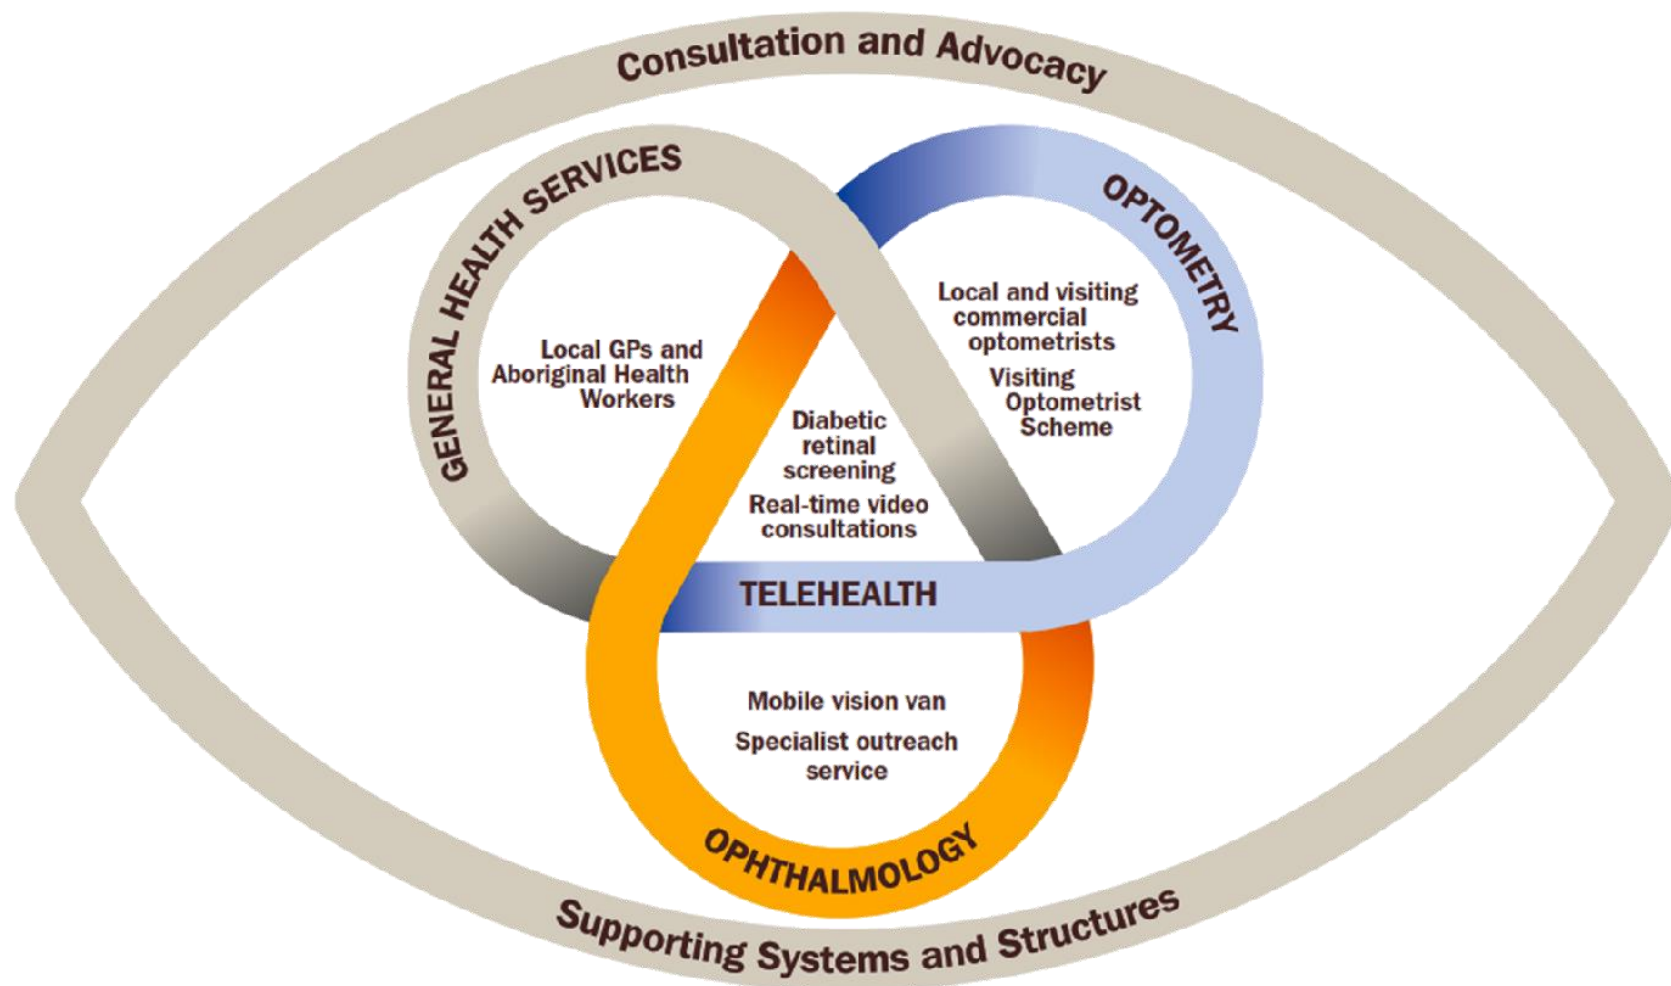 Consultation and Advocacy
GENERAL HEALTH SERVICES
Local GPs and
Aboriginal Health
Workers
OPTOMETRY
Local and visiting
commercial
optometrists
Visiting
Optometrist
Scheme
Diabetic
retinal
screening
Real-time video
consultations
TELEHEALTH
Mobile vision van
Specialist outreach
service
OPHTHALMOLOGY
Supporting Systems and Structures